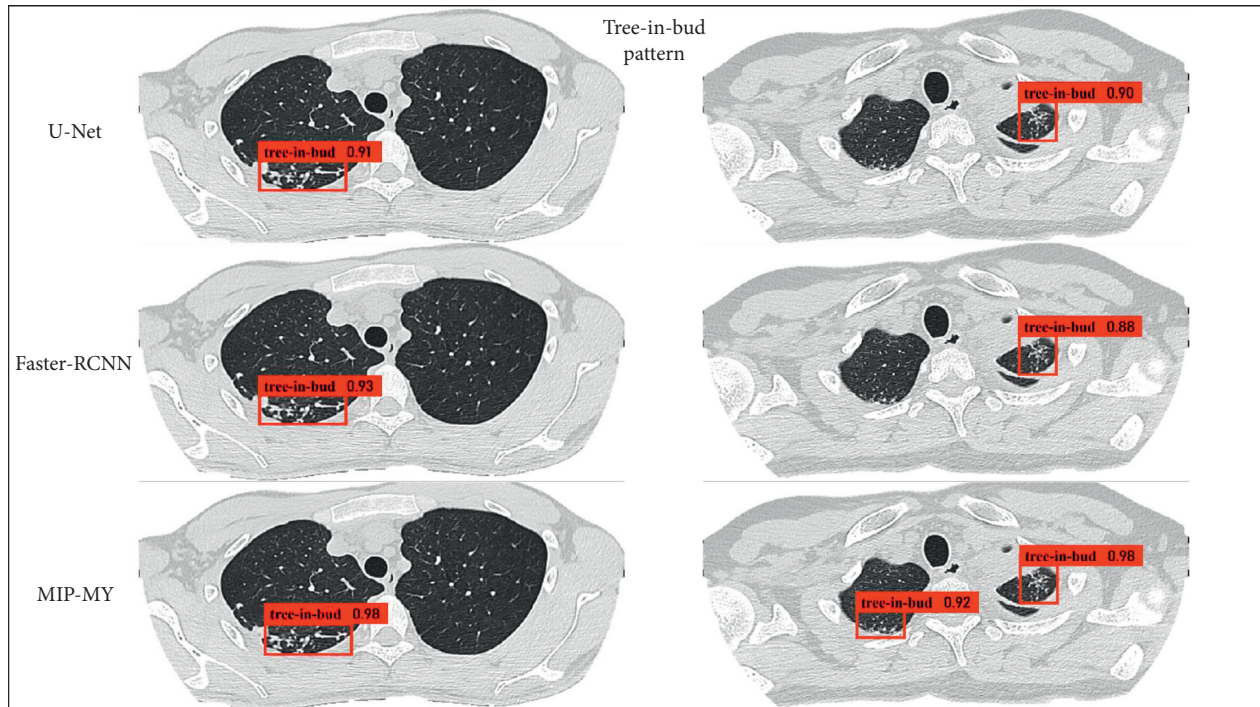 Tree-in-bud
pattern
U-Net
tree-in-bud 0.91
tree-in-bud 0.90
Faster-RCNN
tree-in-bud 0.93
tree-in-bud 0.88
MIP-MY
tree-in-bud 0.98
tree-in-bud 0.92
tree-in-bud 0.98